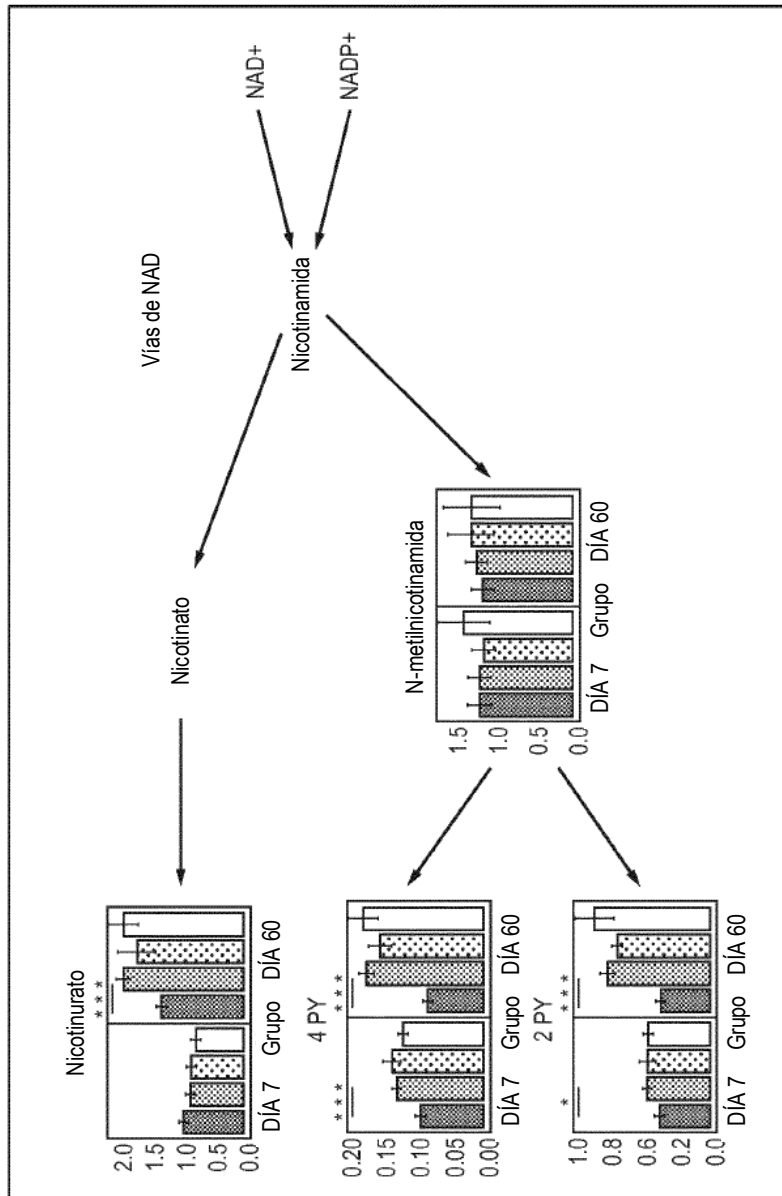 Vías de NAD
NAD+
NADP+
Nicotinamida
Nicotinato
Nicotinurato
2.0
1.5
1.0
0.5
0.0
***
DÍA 7
Grupo
DÍA 60
N-metilnicotinamida
1.5
1.0
0.5
0.0
DÍA 7
Grupo
DÍA 60
4 PY
0.20
0.15
0.10
0.05
0.00
***
***
DÍA 7
Grupo
DÍA 60
2 PY
1.0
0.8
0.6
0.2
0.0
*
***
DÍA 7
Grupo
DÍA 60